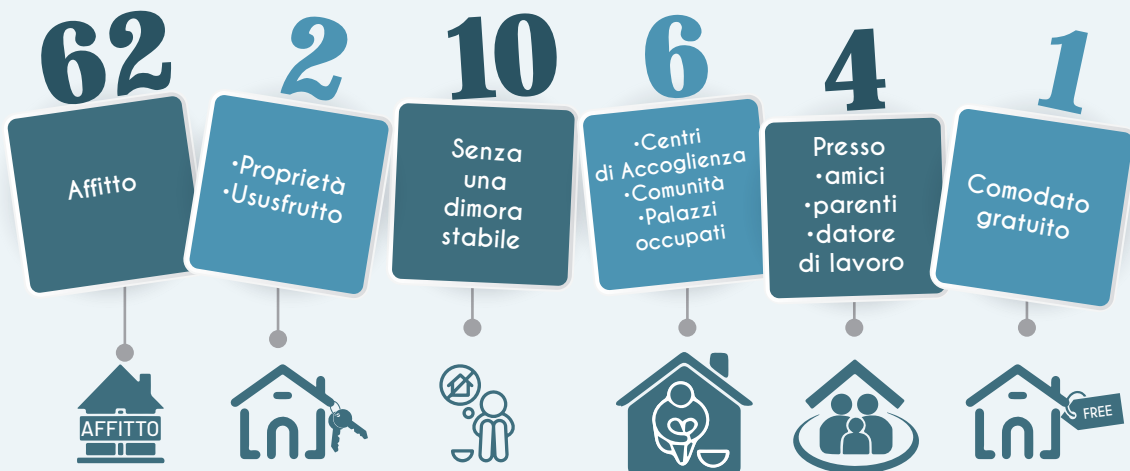 62
Affitto
AFFITTO
2
•Proprietà
•Ususfrutto
10
Senza
una
dimora
stabile
6
•Centri
di Accoglienza
•Comunità
•Palazzi
occupati
4
Presso
•amici
•parenti
•datore
di lavoro
1
Comodato
gratuito
FREE